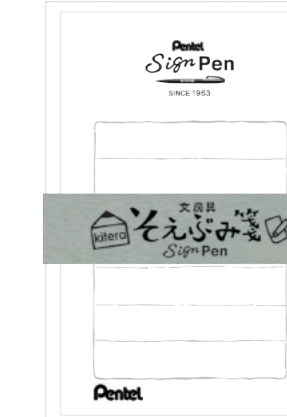 Pentel
Sign Pen
SINCE 1963
文房具
kitera
そえぶみ箋
Sign Pen
Pentel